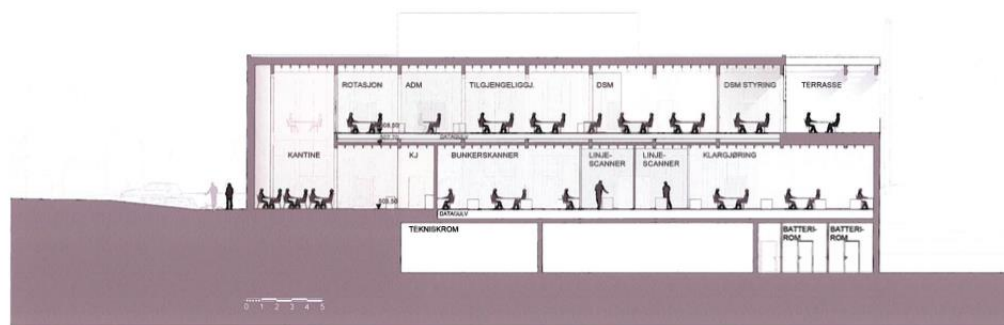 ROTASJON
ADM
TILGJENGELIGGJ.
DSM
DSM STYRING
TERRASSE
DATAGULV
KANTINE
KJ
BUNKERSKANNER
LINJE-
SCANNER
LINJE-
SCANNER
KLARGJØRING
DATAGULV
TEKNISKROM
BATTERI-
ROM
BATTERI-
ROM
0 1 2 3 4 5